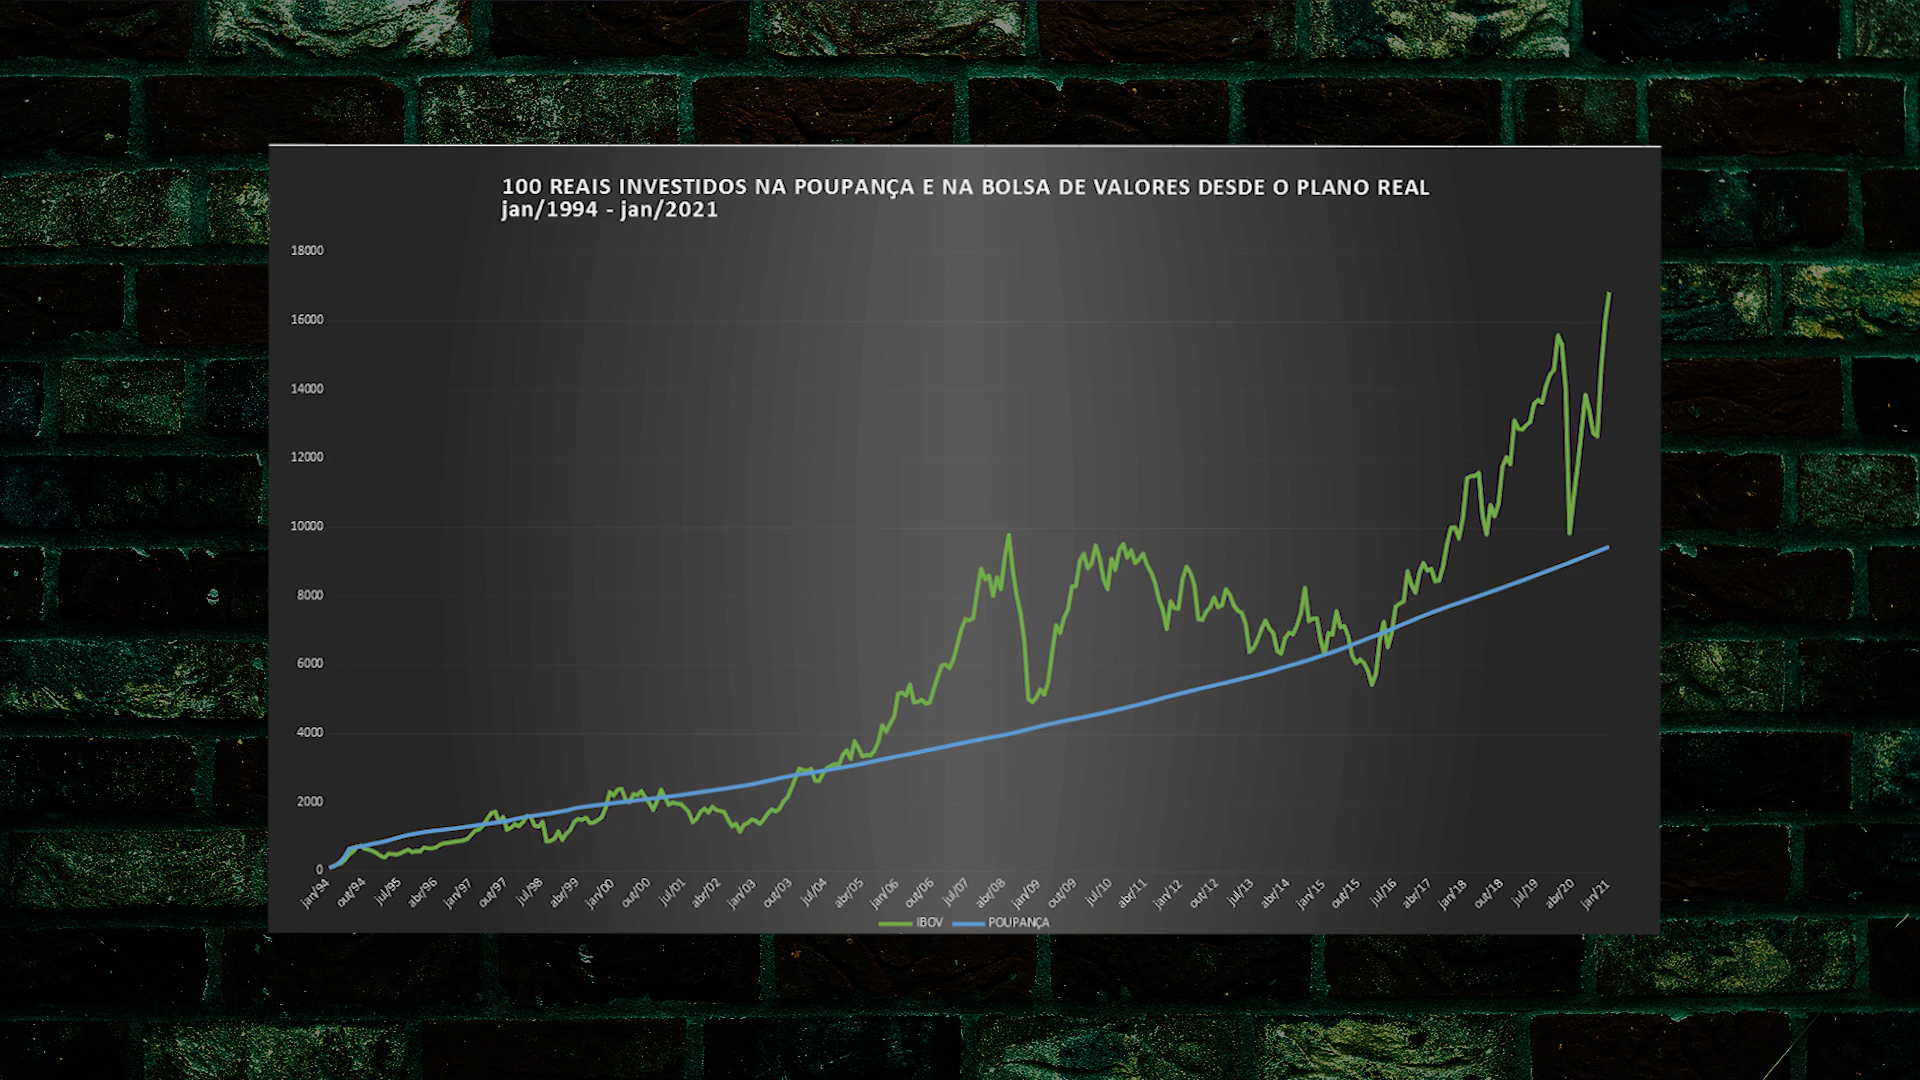 100 REAIS INVESTIDOS NA POUPANÇA E NA BOLSA DE VALORES DESDE O PLANO REAL
jan/1994 - jan/2021
18000
16000
14000
12000
10000
8000
6000
4000
2000
0
jan/94 out/94 jul/95 abr/96 jan/97 out/97 jul/98 abr/99 jan/00 out/00 jul/01 abr/02 jan/03 out/03 jul/04 abr/05 jan/06 out/06 jul/07 abr/08 jan/09 out/09 jul/10 abr/11 jan/12 out/12 jul/13 abr/14 jan/15 out/15 jul/16 abr/17 jan/18 out/18 jul/19 abr/20 jan/21
IBOV POUPANÇA